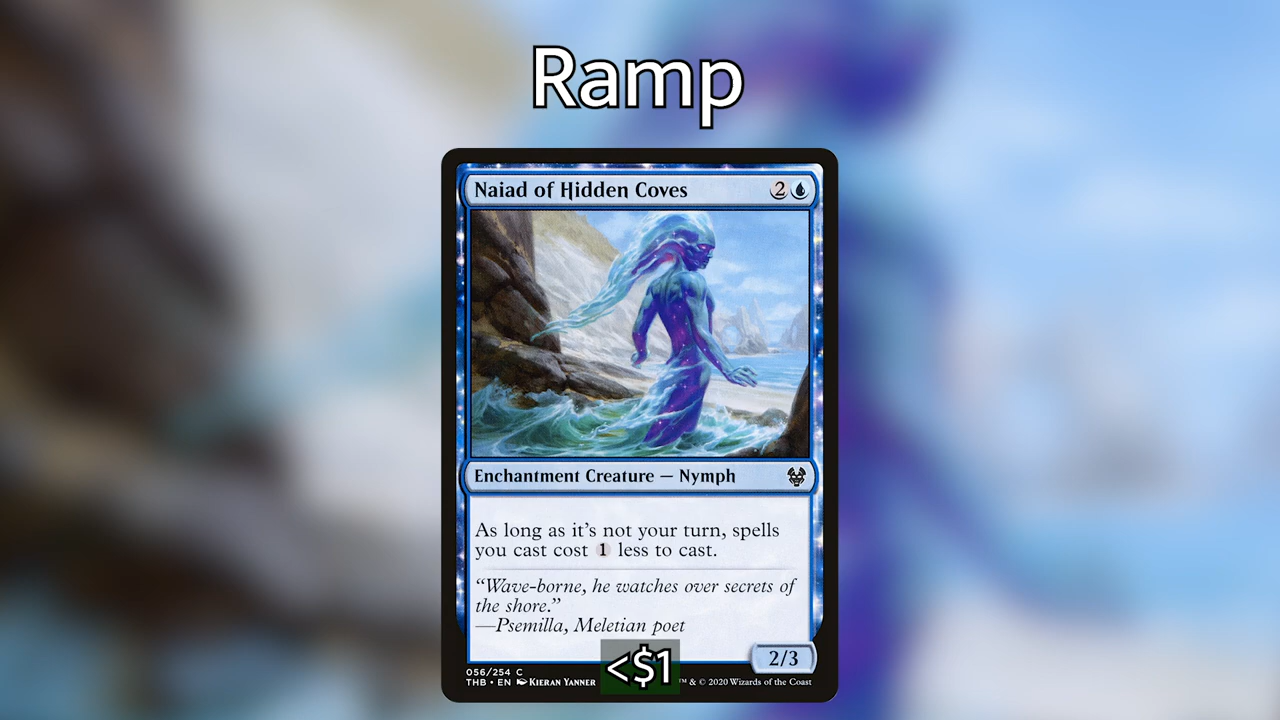 Ramp
Naiad of Hidden Coves 2
Enchantment Creature — Nymph
As long as it's not your turn, spells
you cast cost 1 less to cast.
“Wave-borne, he watches over secrets of
the shore.”
—Psemilla, Meletian poet
2/3
<$1
056/254 C
THB • EN KIERAN YANNER ™ & © 2020 Wizards of the Coast